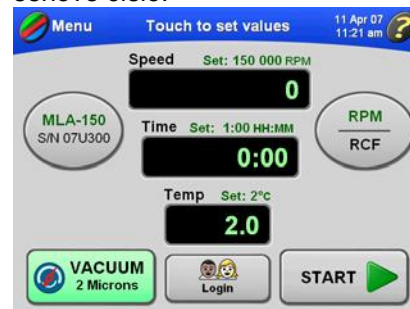 Menu
Touch to set values
11 Apr 07
11:21 am
?
Speed Set: 150 000 RPM
0
MLA-150
S/N 07U300
Time Set: 1:00 HH:MM
0:00
RPM
RCF
Temp Set: 2°C
2.0
VACUUM
2 Microns
Login
START